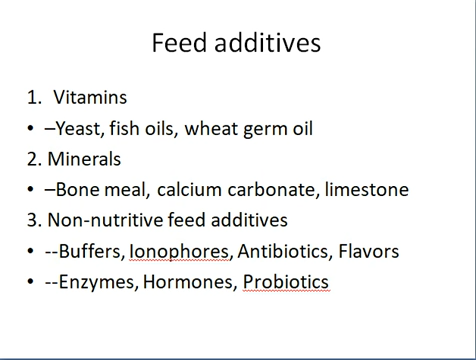 Feed additives
1. Vitamins
• –Yeast, fish oils, wheat germ oil
2. Minerals
• –Bone meal, calcium carbonate, limestone
3. Non-nutritive feed additives
• --Buffers, Ionophores, Antibiotics, Flavors
• --Enzymes, Hormones, Probiotics